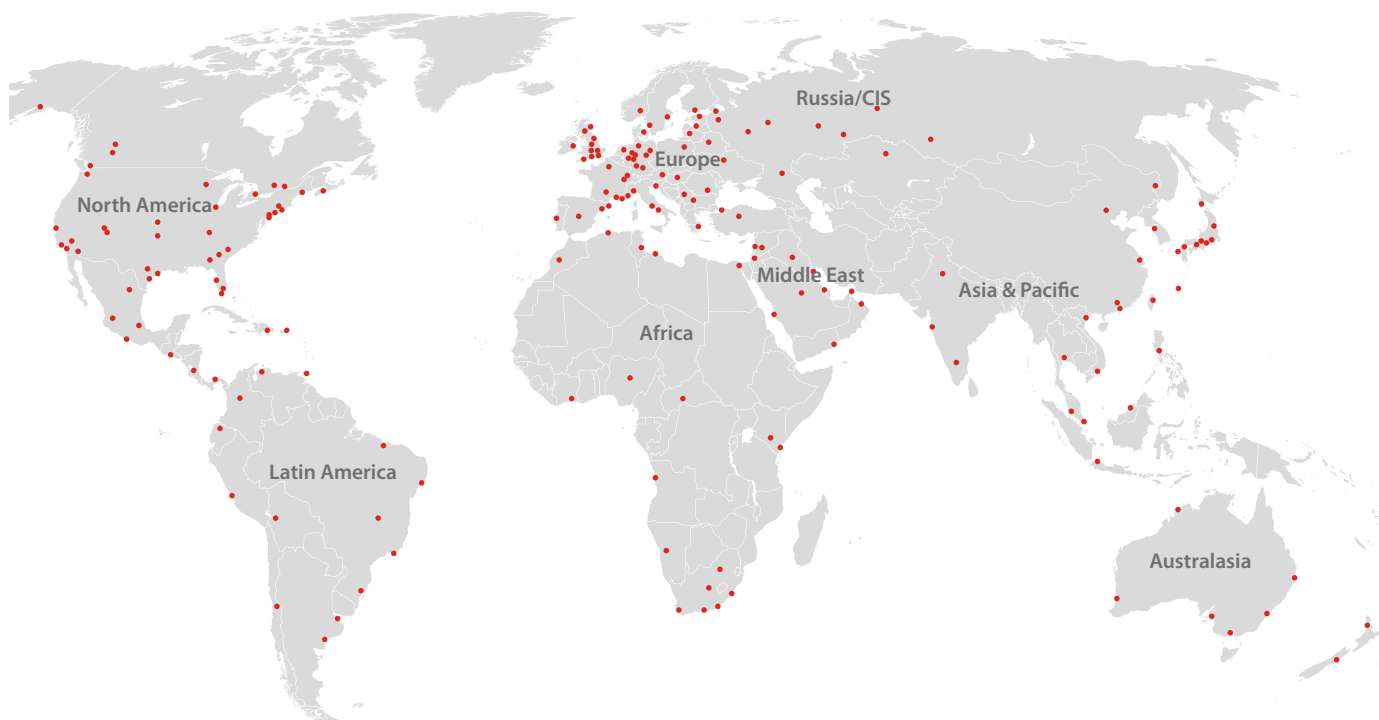 Russia/CIS
Europe
North America
Middle East
Asia & Pacific
Africa
Latin America
Australasia